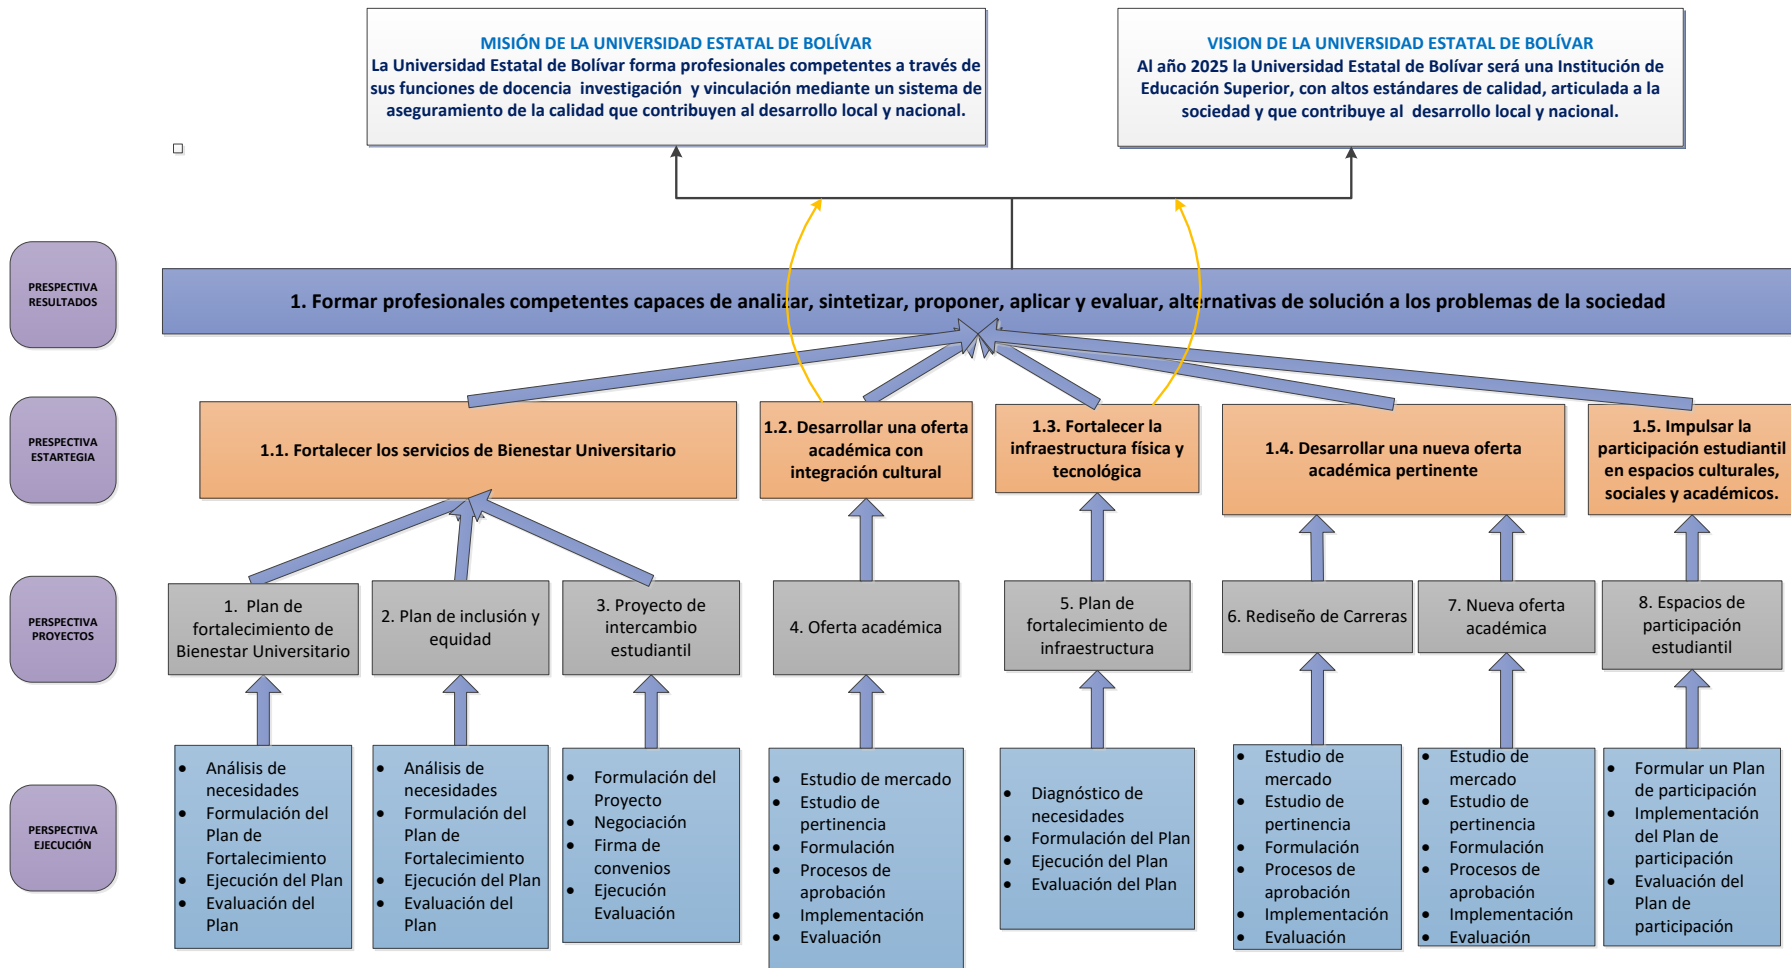 MISIÓN DE LA UNIVERSIDAD ESTATAL DE BOLÍVAR
La Universidad Estatal de Bolívar forma profesionales competentes a través de
sus funciones de docencia investigación y vinculación mediante un sistema de
aseguramiento de la calidad que contribuyen al desarrollo local y nacional.
VISION DE LA UNIVERSIDAD ESTATAL DE BOLÍVAR
Al año 2025 la Universidad Estatal de Bolívar será una Institución de
Educación Superior, con altos estándares de calidad, articulada a la
sociedad y que contribuye al desarrollo local y nacional.
PRESPECTIVA
RESULTADOS
1. Formar profesionales competentes capaces de analizar, sintetizar, proponer, aplicar y evaluar, alternativas de solución a los problemas de la sociedad
PRESPECTIVA
ESTARTEGIA
1.1. Fortalecer los servicios de Bienestar Universitario
1.2. Desarrollar una oferta
académica con
integración cultural
1.3. Fortalecer la
infraestructura física y
tecnológica
1.4. Desarrollar una nueva oferta
académica pertinente
1.5. Impulsar la
participación estudiantil
en espacios culturales,
sociales y académicos.
PERSPECTIVA
PROYECTOS
1. Plan de
fortalecimiento de
Bienestar Universitario
2. Plan de inclusión y
equidad
3. Proyecto de
intercambio
estudiantil
4. Oferta académica
5. Plan de
fortalecimiento de
infraestructura
6. Rediseño de Carreras
7. Nueva oferta
académica
8. Espacios de
participación
estudiantil
PERSPECTIVA
EJECUCIÓN
• Análisis de
necesidades
• Formulación del
Plan de
Fortalecimiento
• Ejecución del Plan
• Evaluación del
Plan
• Análisis de
necesidades
• Formulación del
Plan de
Fortalecimiento
• Ejecución del Plan
• Evaluación del
Plan
• Formulación del
Proyecto
• Negociación
• Firma de
convenios
• Ejecución
Evaluación
• Estudio de mercado
• Estudio de
pertinencia
• Formulación
• Procesos de
aprobación
• Implementación
• Evaluación
• Diagnóstico de
necesidades
• Formulación del Plan
• Ejecución del Plan
• Evaluación del Plan
• Estudio de
mercado
• Estudio de
pertinencia
• Formulación
• Procesos de
aprobación
• Implementación
• Evaluación
• Estudio de
mercado
• Estudio de
pertinencia
• Formulación
• Procesos de
aprobación
• Implementación
• Evaluación
• Formular un Plan
de participación
• Implementación
del Plan de
participación
• Evaluación del
Plan de
participación